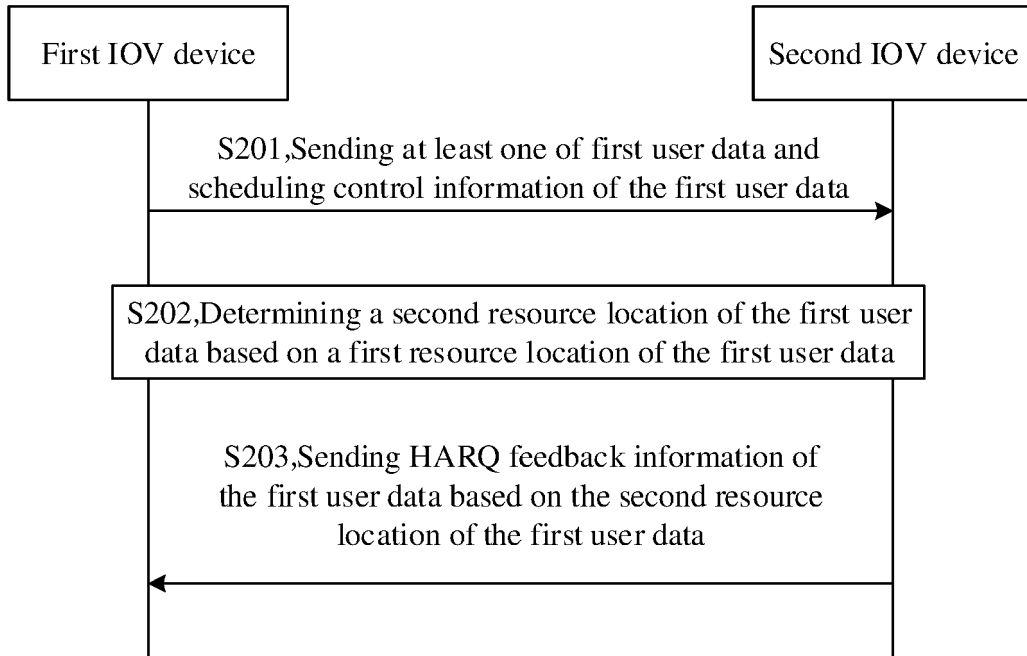 First IOV device
Second IOV device
S201,Sending at least one of first user data and
scheduling control information of the first user data
S202,Determining a second resource location of the first user
data based on a first resource location of the first user data
S203,Sending HARQ feedback information of
the first user data based on the second resource
location of the first user data